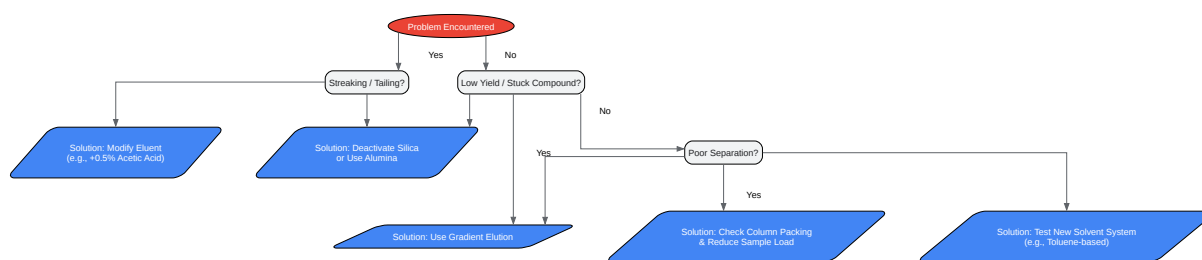 Problem Encountered
Yes
No
Streaking / Tailing?
Low Yield / Stuck Compound?
No
Solution: Modify Eluent
(e.g., +0.5% Acetic Acid)
Solution: Deactivate Silica
or Use Alumina
Yes
Poor Separation?
Yes
Solution: Use Gradient Elution
Solution: Check Column Packing
& Reduce Sample Load
Solution: Test New Solvent System
(e.g., Toluene-based)